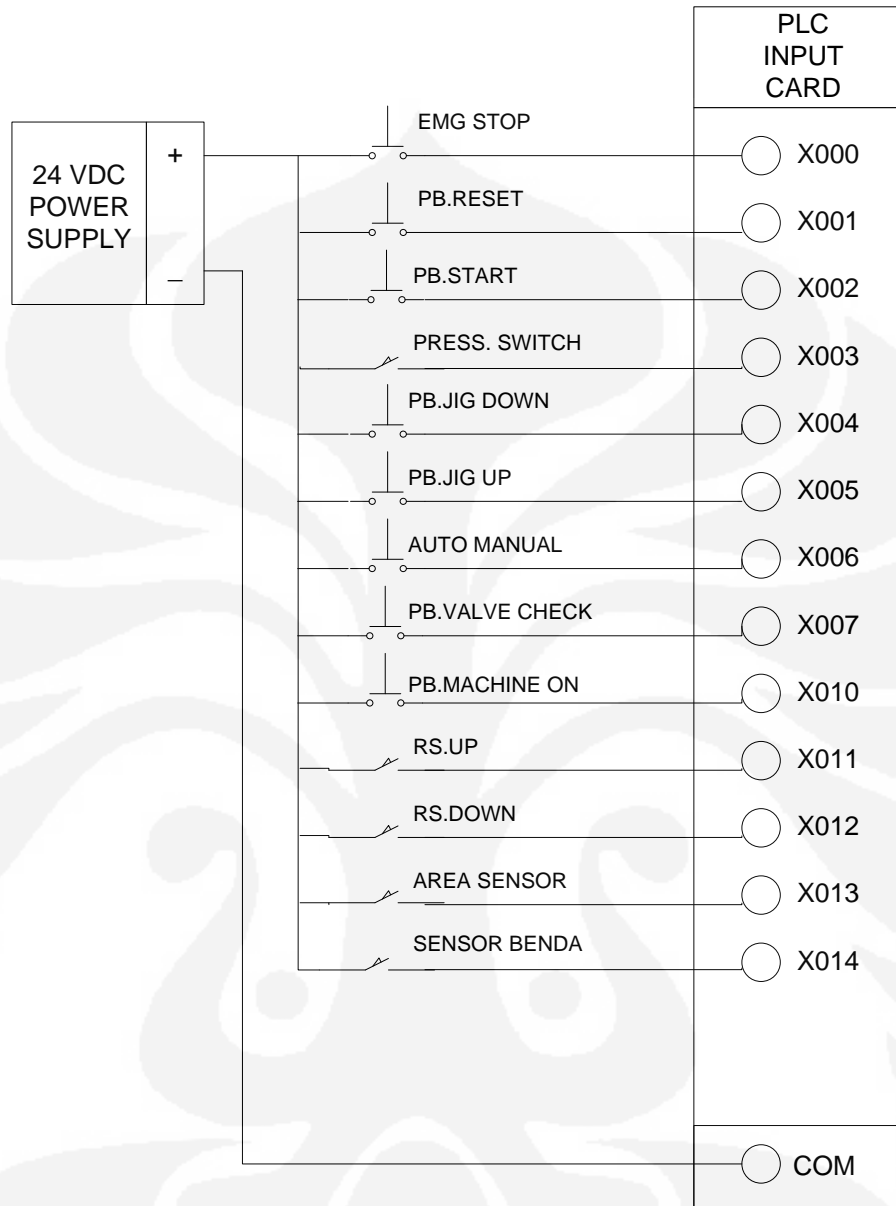 PLC
INPUT
CARD
24 VDC
POWER
SUPPLY
+
–
EMG STOP
X000
PB.RESET
X001
PB.START
X002
PRESS. SWITCH
X003
PB.JIG DOWN
X004
PB.JIG UP
X005
AUTO MANUAL
X006
PB.VALVE CHECK
X007
PB.MACHINE ON
X010
RS.UP
X011
RS.DOWN
X012
AREA SENSOR
X013
SENSOR BENDA
X014
COM